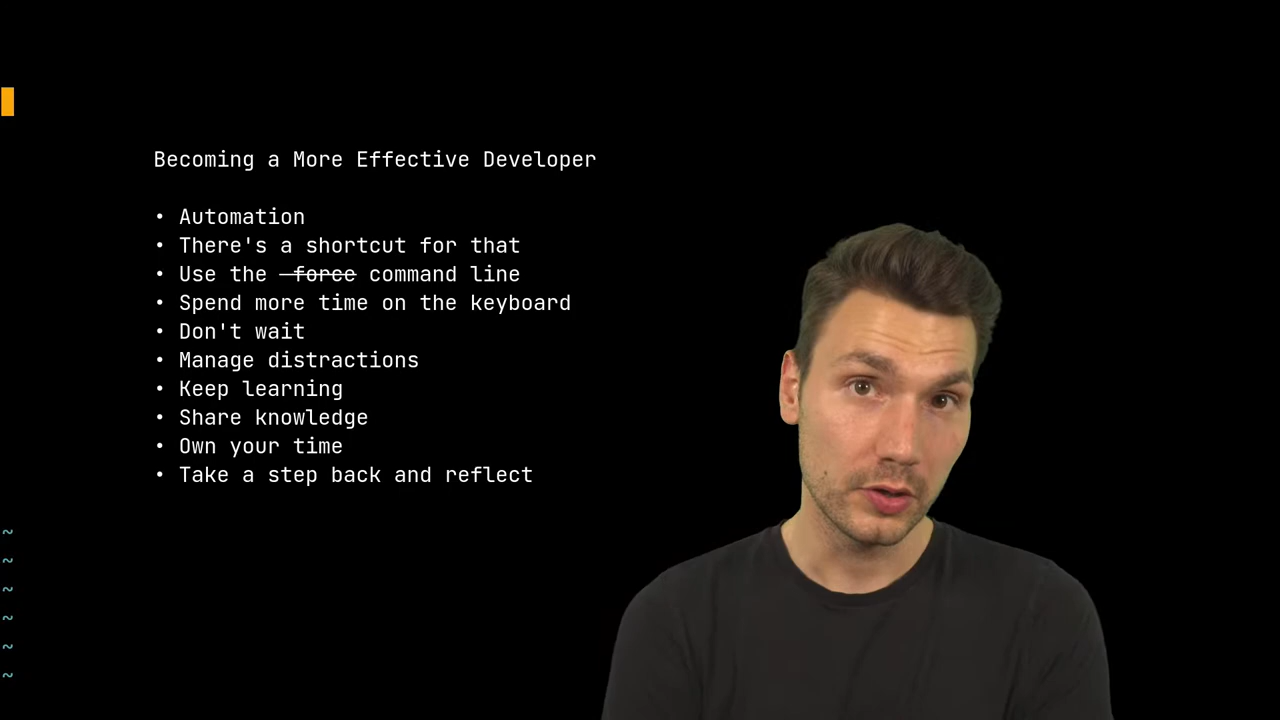 Becoming a More Effective Developer
• Automation
• There's a shortcut for that
• Use the —force command line
• Spend more time on the keyboard
• Don't wait
• Manage distractions
• Keep learning
• Share knowledge
• Own your time
• Take a step back and reflect
~
~
~
~
~
~